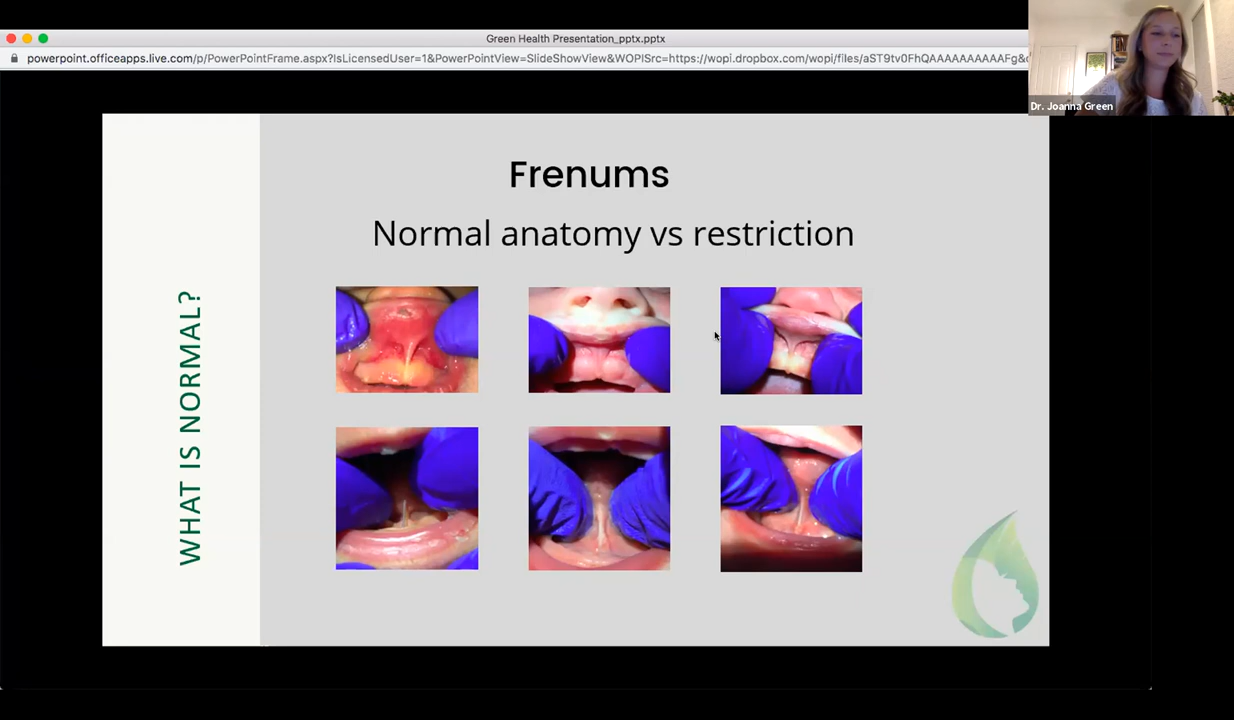 Green Health Presentation_pptx.pptx
powerpoint.officeapps.live.com/p/PowerPointFrame.aspx?IsLicensedUser=1&PowerPointView=SlideShowView&WOPISrc=https://wopi.dropbox.com/wopi/files/aST9tv0FhQAAAAAAAAAAFg&
Dr. Joanna Green
WHAT IS NORMAL?
Frenums
Normal anatomy vs restriction